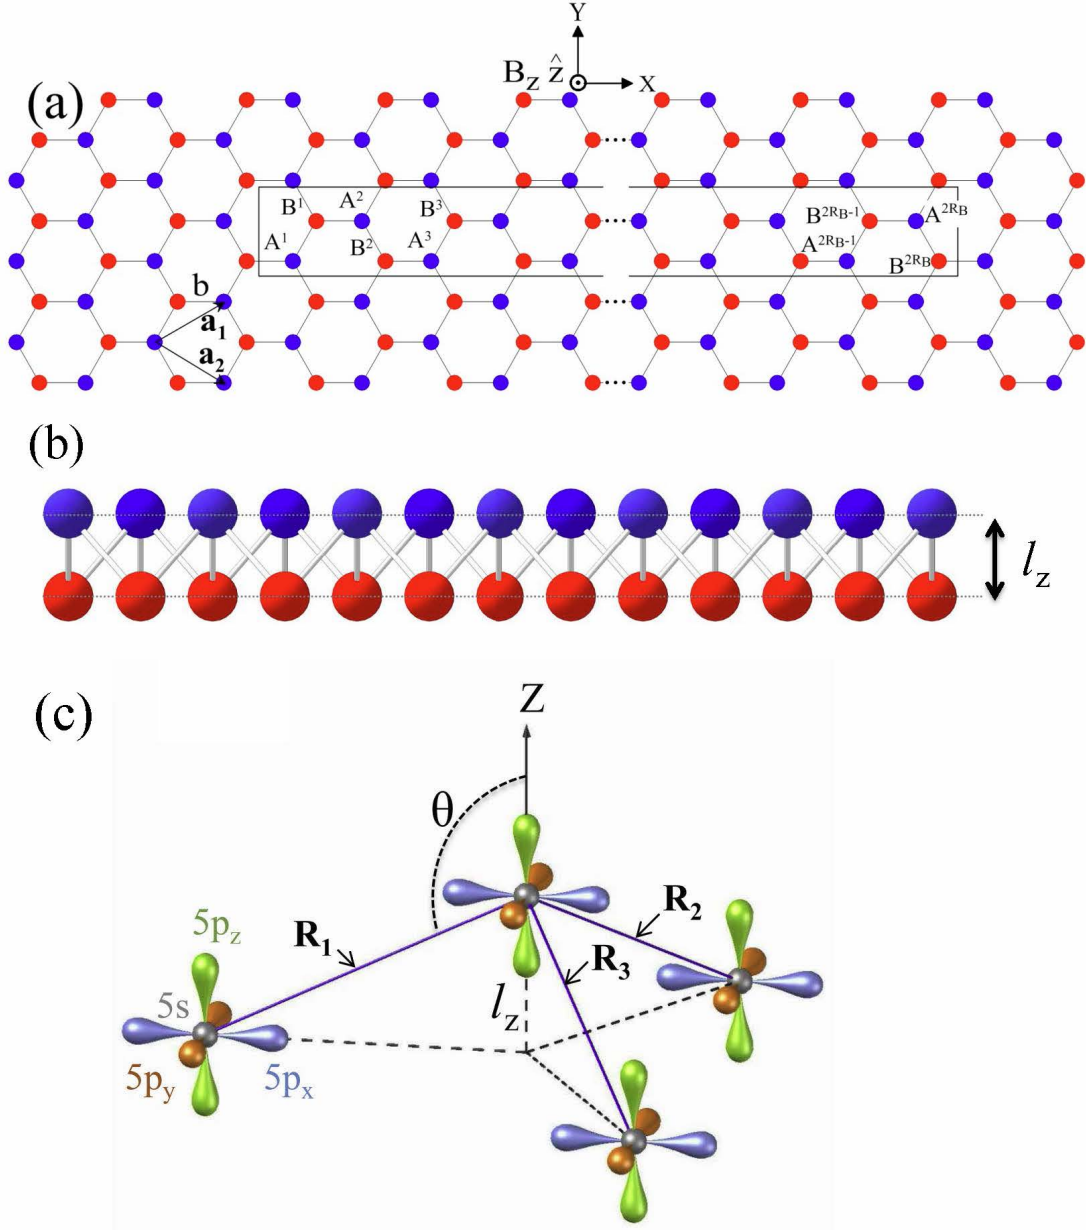 Y
(a)
B_z ẑ X
B¹ A² B³ B^{2R_B-1} A^{2R_B}
A¹ B² A³ A^{2R_B-1} B^{2R_B}
b
a₁
a₂
(b)
l_z
(c)
Z
θ
R₁ R₂
5p_z R₃
5s l_z
5p_y 5p_x